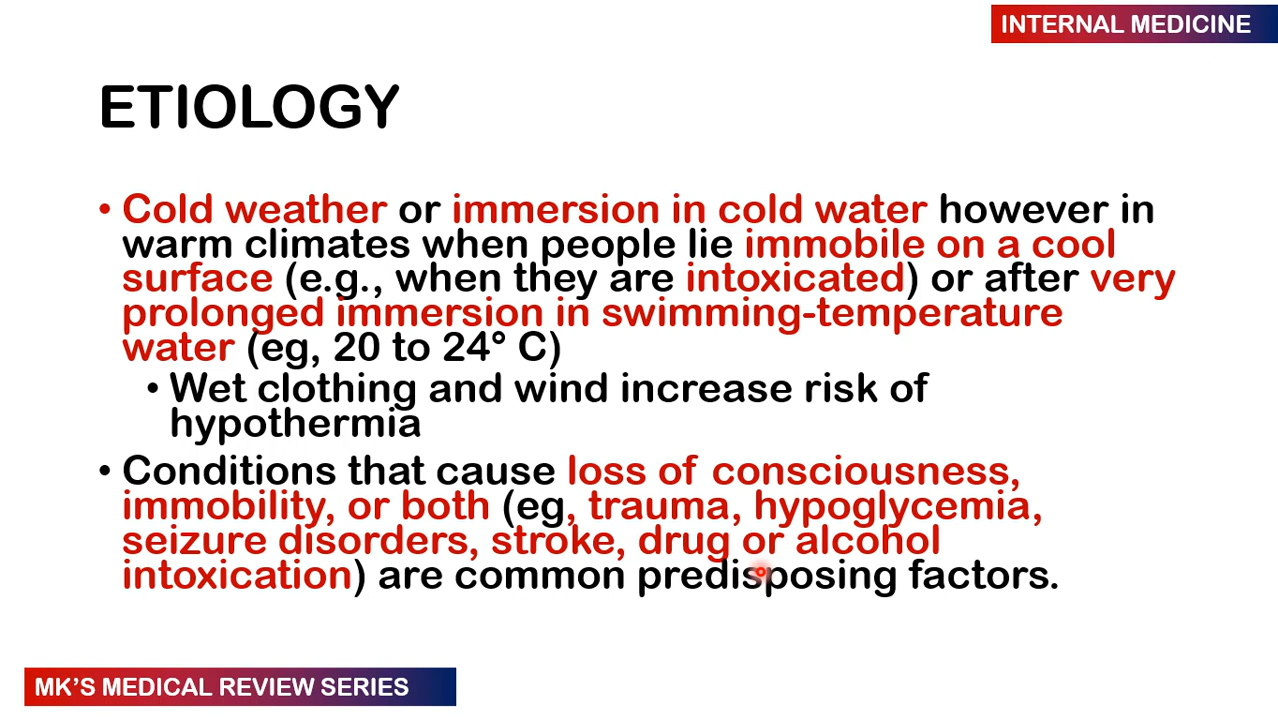 INTERNAL MEDICINE
ETIOLOGY
• Cold weather or immersion in cold water however in
warm climates when people lie immobile on a cool
surface (e.g., when they are intoxicated) or after very
prolonged immersion in swimming-temperature
water (eg, 20 to 24° C)
• Wet clothing and wind increase risk of
hypothermia
• Conditions that cause loss of consciousness,
immobility, or both (eg, trauma, hypoglycemia,
seizure disorders, stroke, drug or alcohol
intoxication) are common predisposing factors.
MK'S MEDICAL REVIEW SERIES